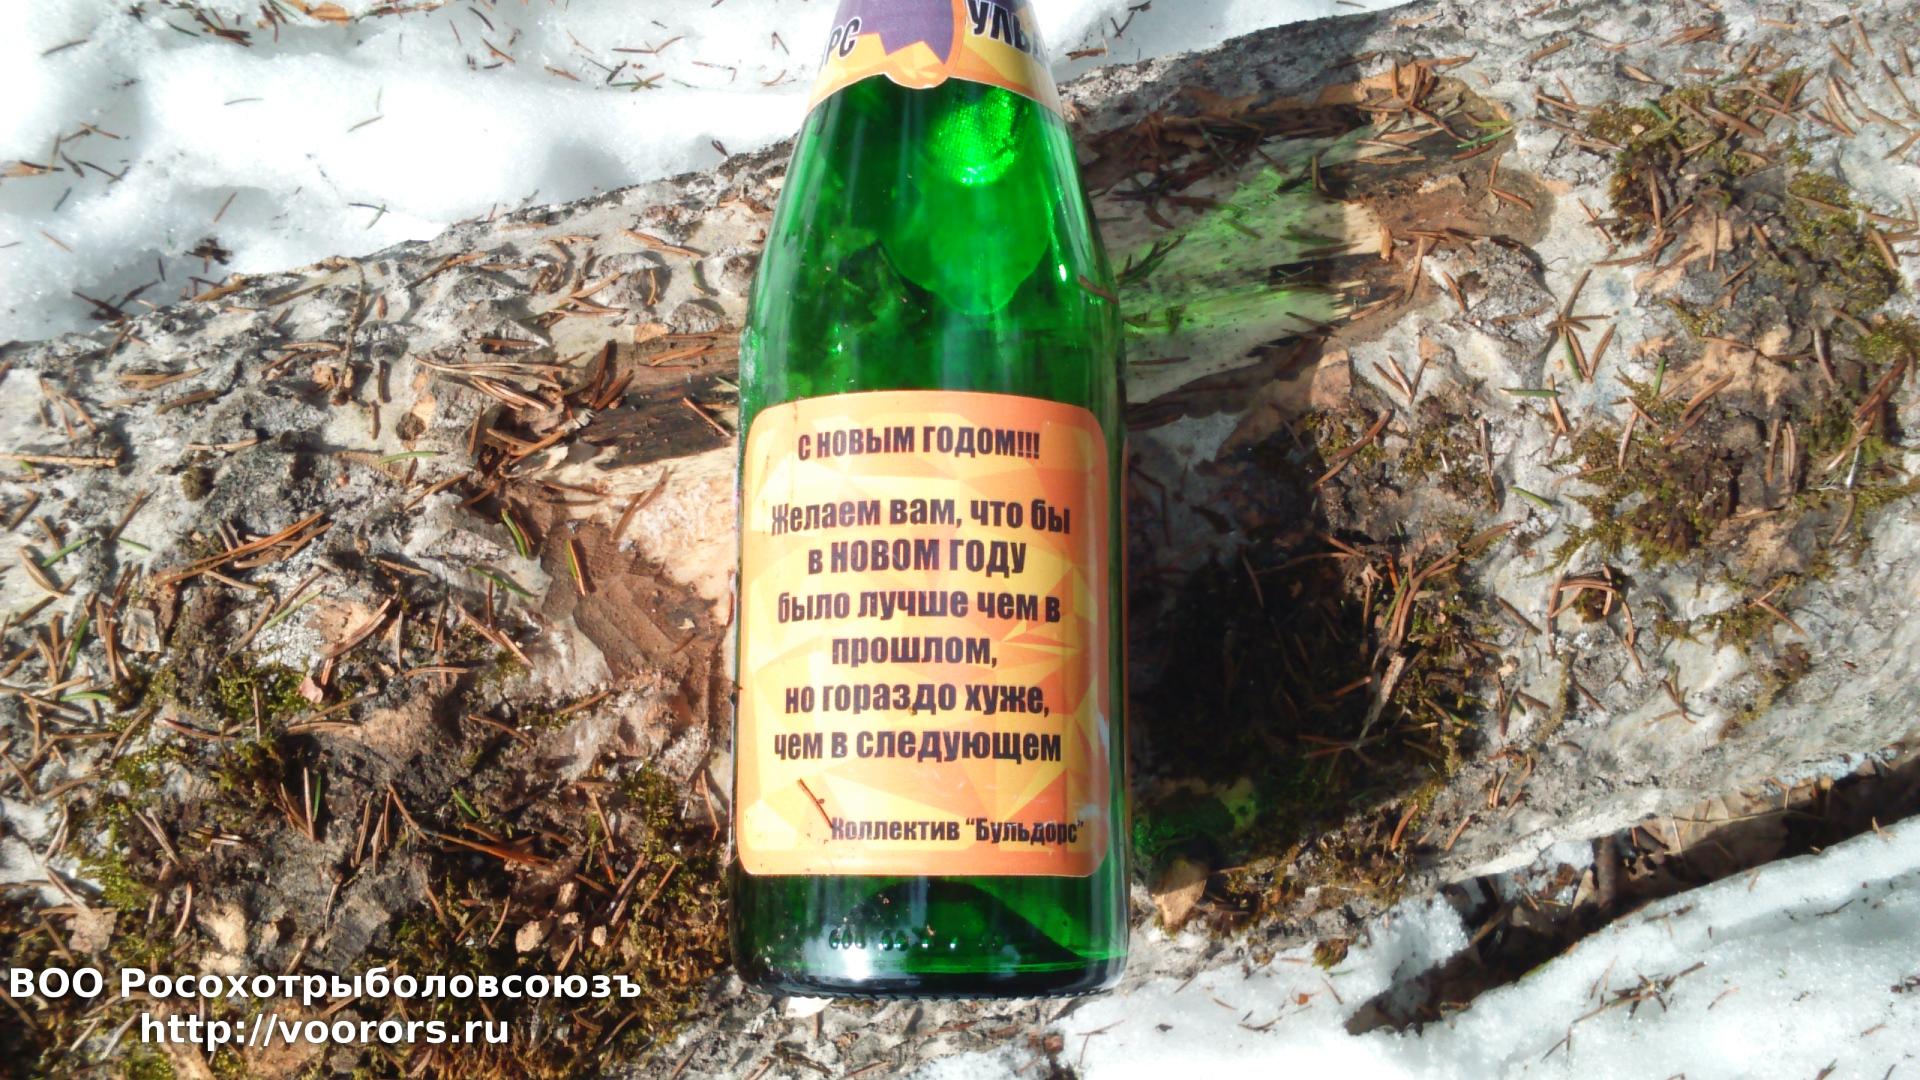 С НОВЫМ ГОДОМ!!!
Желаем вам, что бы
в НОВОМ ГОДУ
было лучше чем в
прошлом,
но гораздо хуже,
чем в следующем
Коллектив “Бульдорс”
ВОО Росохотрыболовсоюзъ
http://voorors.ru